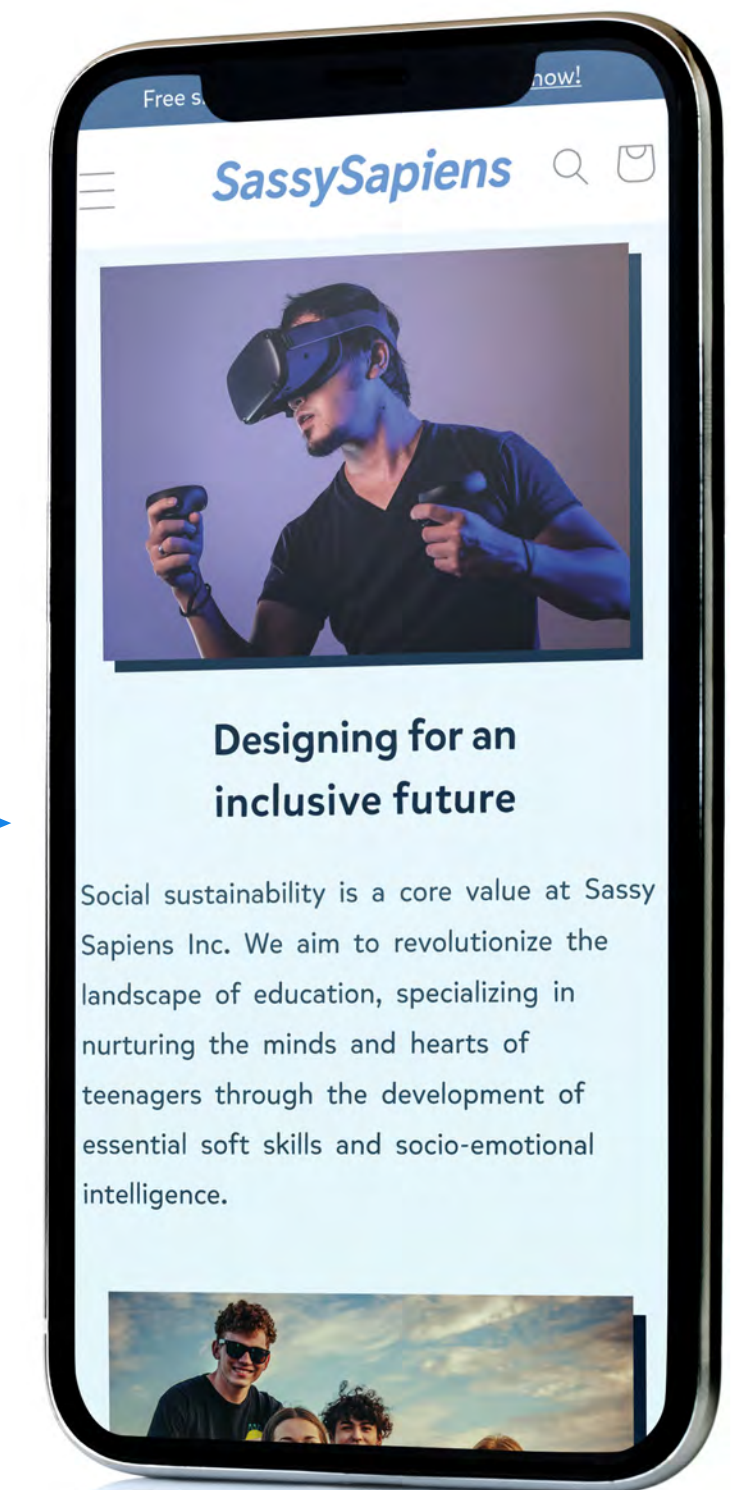 Free
now!
SassySapiens
Designing for an
inclusive future
Social sustainability is a core value at Sassy
Sapiens Inc. We aim to revolutionize the
landscape of education, specializing in
nurturing the minds and hearts of
teenagers through the development of
essential soft skills and socio-emotional
intelligence.